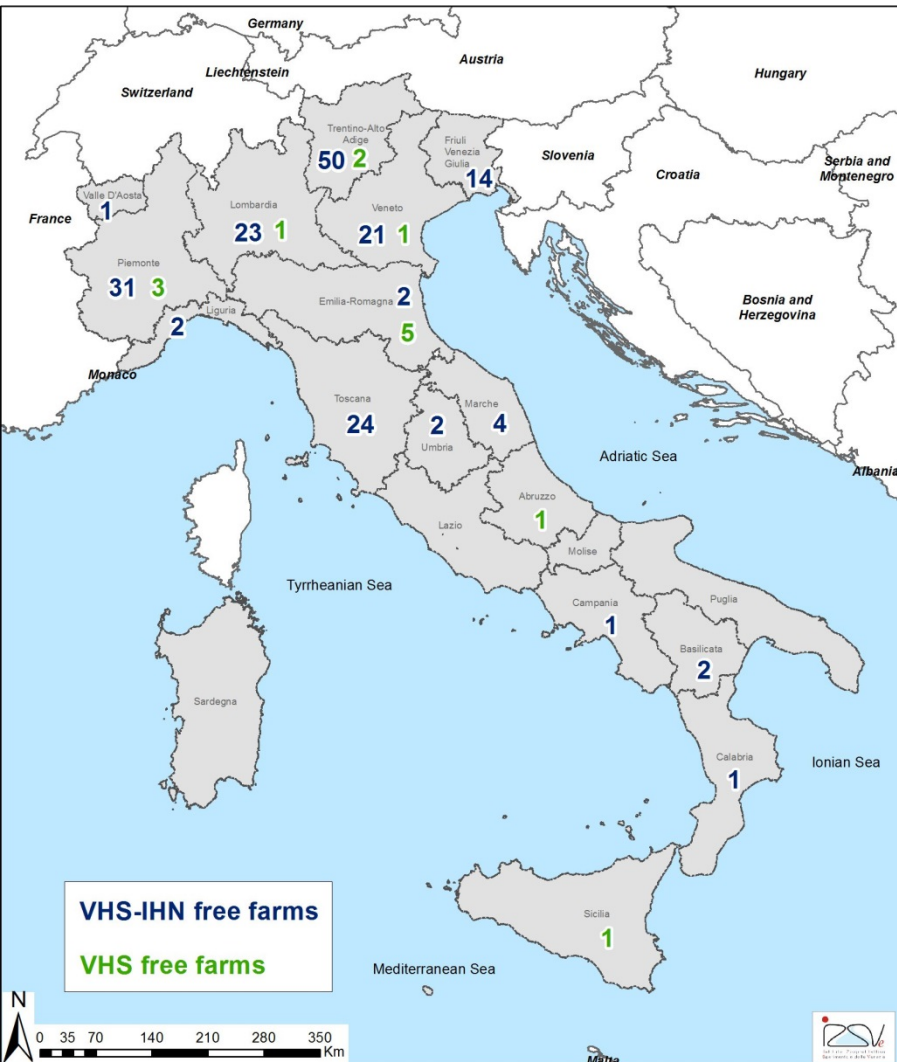 Germany
Austria
Liechtenstein
Switzerland
Hungary
Trentino-Alto
Adige
50 2
Friuli
Venezia
Giulia
14
Slovenia
Croatia
Serbia and
Montenegro
Valle D'Aosta
1
France
Lombardia
23 1
Veneto
21 1
Piemonte
31 3
Emilia-Romagna 2
5
Liguria
2
Bosnia and
Herzegovina
Monaco
Toscana
24
2
Umbria
Marche
4
Adriatic Sea
Albania
Abruzzo
1
Lazio
Molise
Tyrrheanian Sea
Campania
1
Puglia
Basilicata
2
Sardegna
Calabria
1
Ionian Sea
VHS-IHN free farms
VHS free farms
Sicilia
1
Mediterranean Sea
N
0 35 70 140 210 280 350
Km
Malta